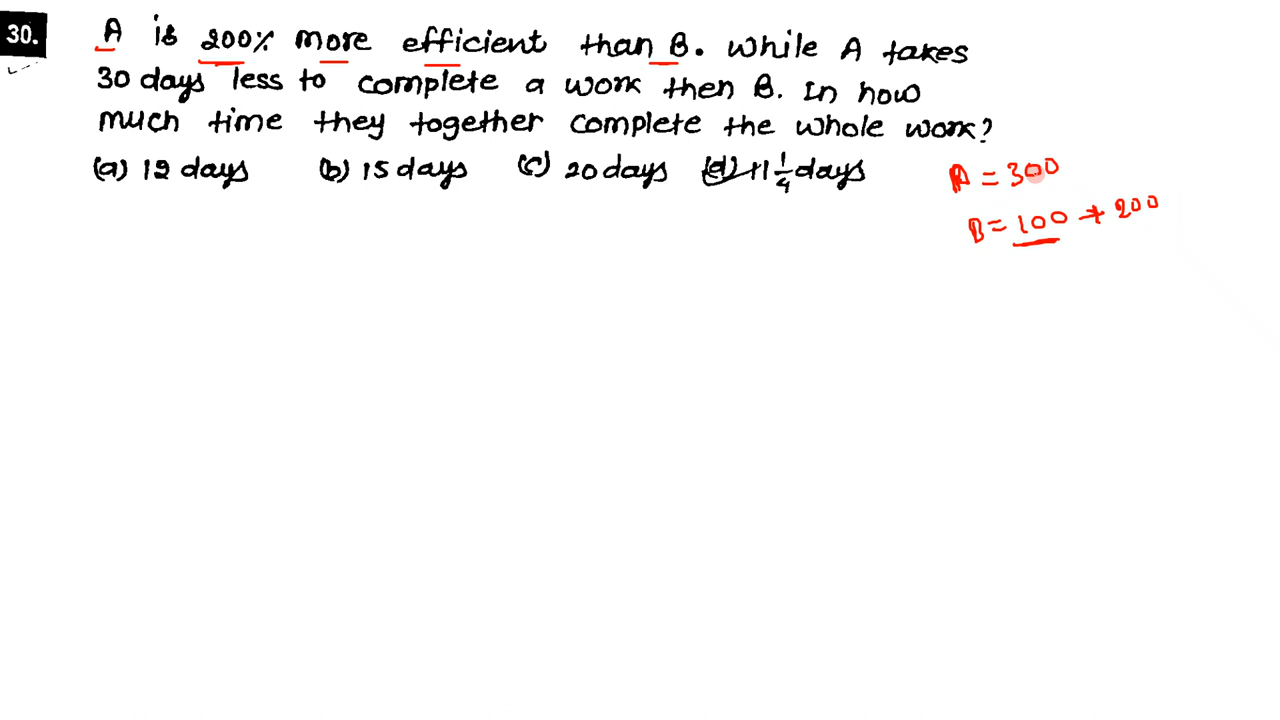 30. A is 200% more efficient than B. While A takes
30 days less to complete a work then B. In how
much time they together complete the whole work?
(a) 12 days (b) 15 days (c) 20 days (d) 11 1/4 days
A = 300
B = 100 + 200